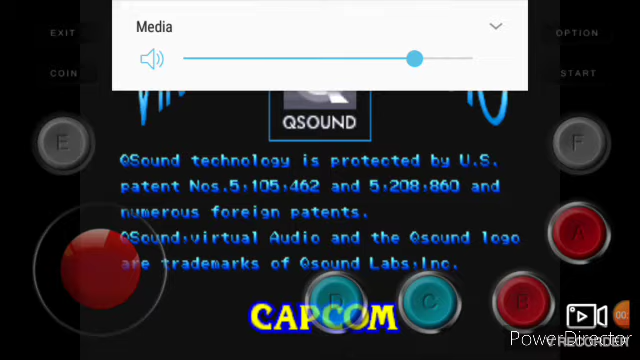 Media
EXIT
OPTION
COIN
START
QSOUND
E
F
QSound technology is protected by U.S.
patent Nos.5,105,462 and 5,208,860 and
numerous foreign patents.
QSound,virtual Audio and the Qsound logo
are trademarks of Qsound Labs,Inc.
A
D
C
B
CAPCOM
00:
PowerDirector
V RECORDER